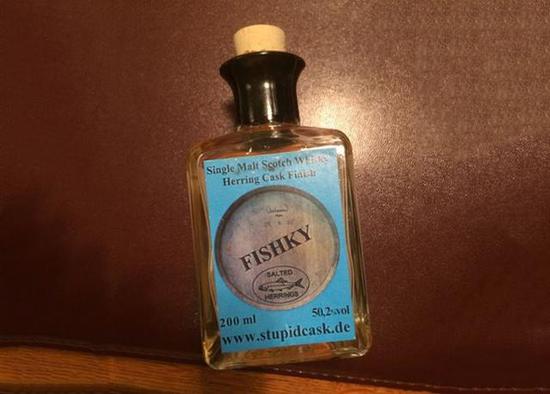 Single Malt Scotch Whisky
Herring Cask Finish
FISHKY
SALTED
HERRINGS
200 ml
50,2%vol
www.stupidcask.de